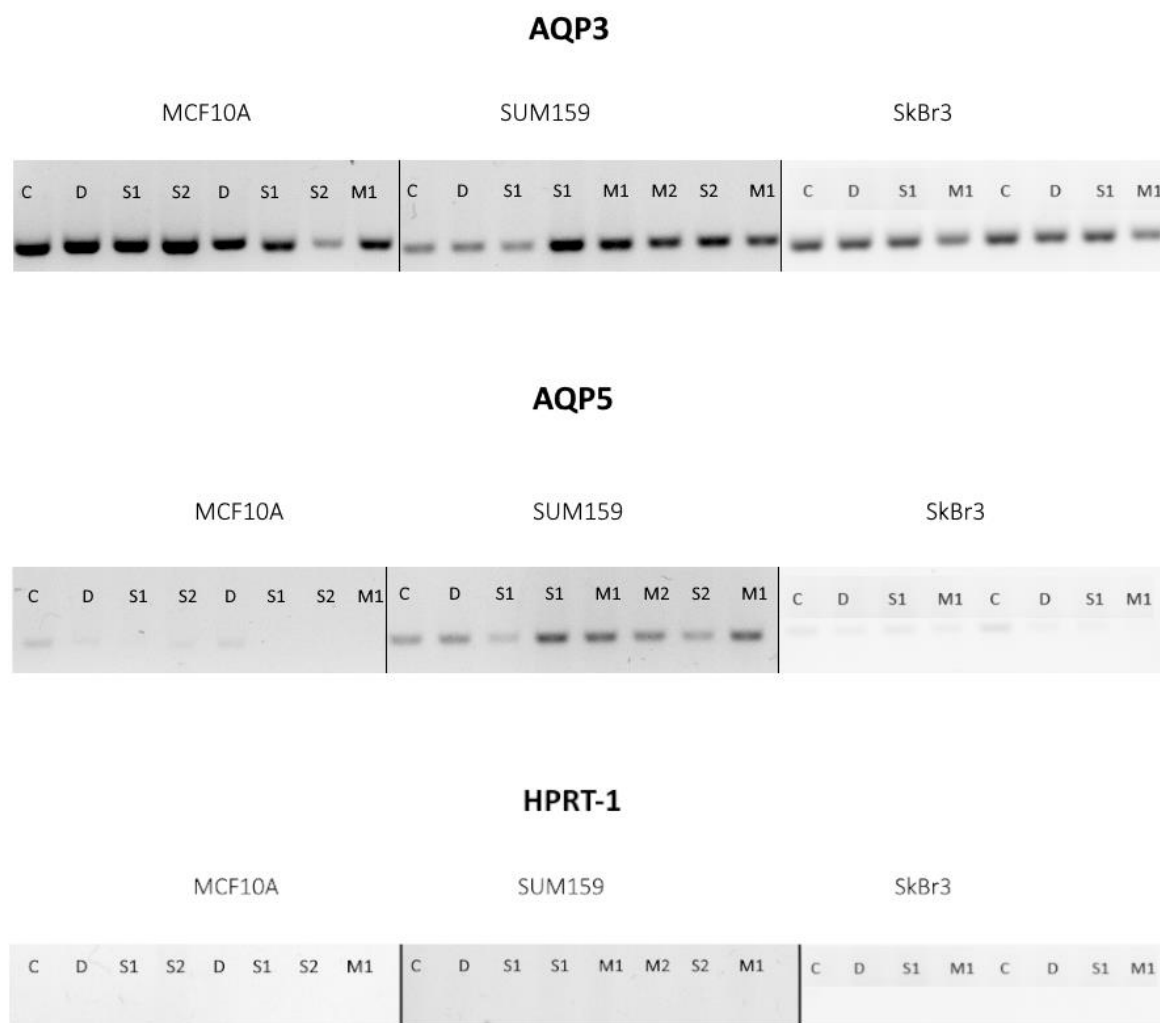 AQP3
MCF10A SUM159 SkBr3
C D S1 S2 D S1 S2 M1 C D S1 S1 M1 M2 S2 M1 C D S1 M1 C D S1 M1
AQP5
MCF10A SUM159 SkBr3
C D S1 S2 D S1 S2 M1 C D S1 S1 M1 M2 S2 M1 C D S1 M1 C D S1 M1
HPRT-1
MCF10A SUM159 SkBr3
C D S1 S2 D S1 S2 M1 C D S1 S1 M1 M2 S2 M1 C D S1 M1 C D S1 M1